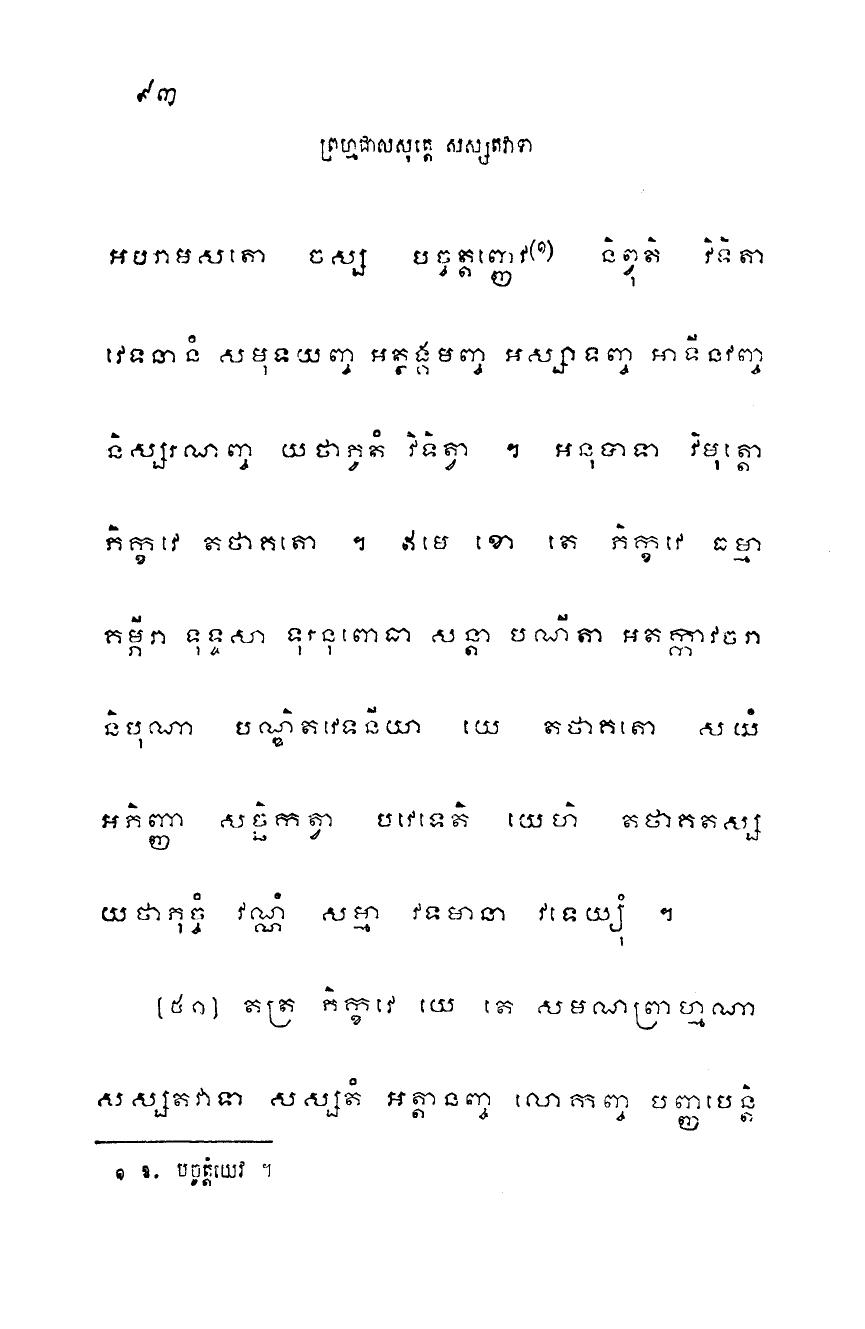 ៩៣
ព្រហ្មជាលសុត្តេ សស្សតវាទា
អបរាមសតោ ចស្ស បច្ចត្តញ្ញេវ(១) និព្វុតិ វិទិតា
វេទនានំ សមុទយញ្ច អត្ថង្គមញ្ច អស្សាទញ្ច អាទីនវញ្ច
និស្សរណញ្ច យថាភូតំ វិទិត្វា ។ អនុបាទា វិមុត្តោ
ភិក្ខវេ តថាគតោ ។ ឥមេ ខោ តេ ភិក្ខវេ ធម្មា
គម្ភីរា ទុទ្ទសា ទុរនុពោធា សន្តា បណីតា អតក្កាវចរា
និបុណា បណ្ឌិតវេទនីយា យេ តថាគតោ សយំ
អភិញ្ញា សច្ឆិកត្វា បវេទេតិ យេហិ តថាគតស្ស
យថាភុច្ចំ វណ្ណំ សម្មា វទមានា វទេយ្យុំ ។
[៥១] តត្រ ភិក្ខវេ យេ តេ សមណព្រាហ្មណា
សស្សតវាទា សស្សតំ អត្តានញ្ច លោកញ្ច បញ្ញបេន្តិ
១ ឱ. បច្ចត្តំយេវ ។